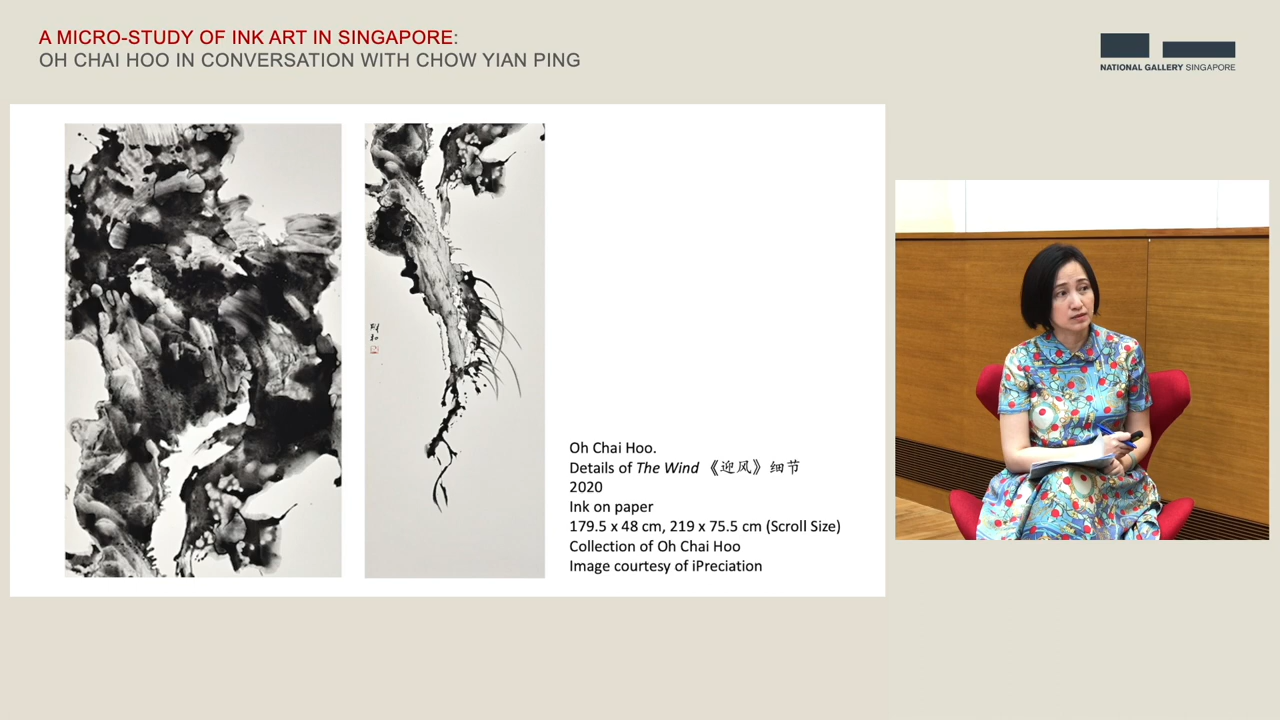 A MICRO-STUDY OF INK ART IN SINGAPORE:
OH CHAI HOO IN CONVERSATION WITH CHOW YIAN PING
NATIONAL GALLERY SINGAPORE
Oh Chai Hoo.
Details of The Wind 《迎风》细节
2020
Ink on paper
179.5 x 48 cm, 219 x 75.5 cm (Scroll Size)
Collection of Oh Chai Hoo
Image courtesy of iPreciation